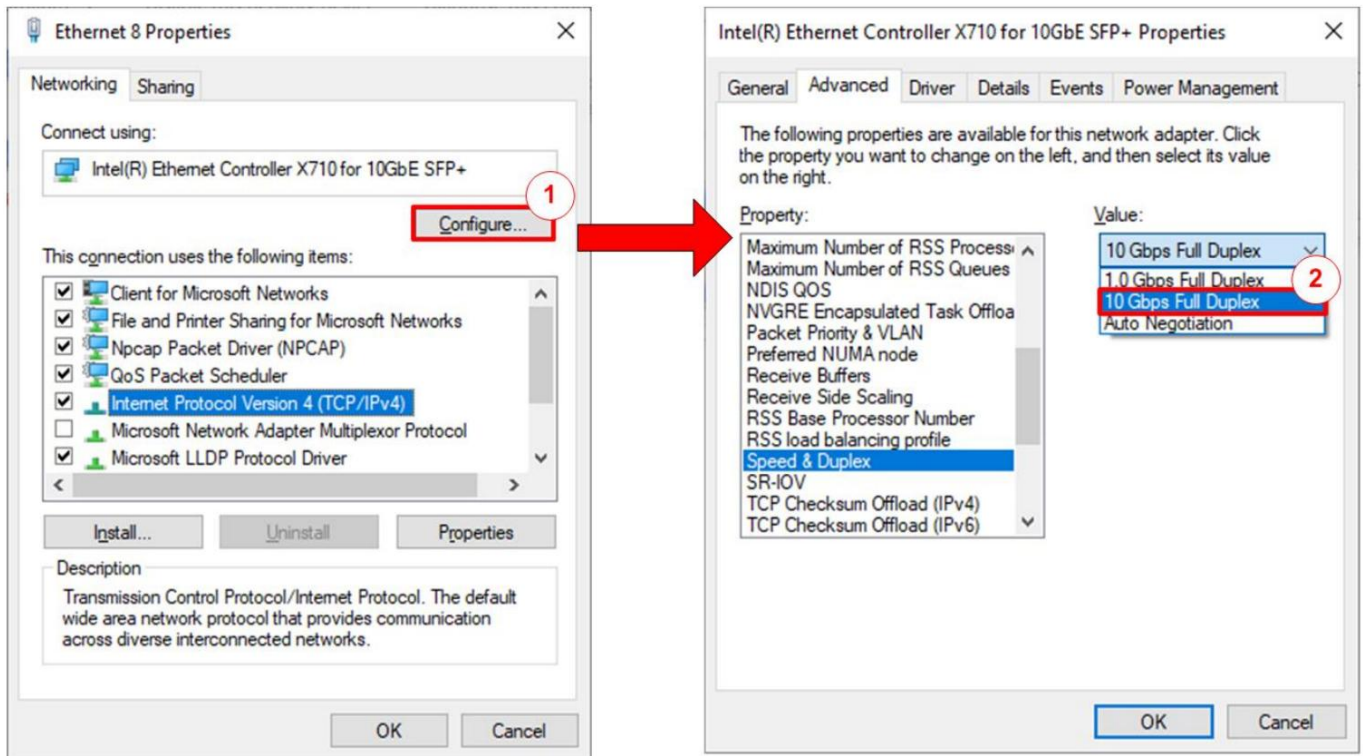 Ethernet 8 Properties
Networking
Sharing
Connect using:
Intel(R) Ethernet Controller X710 for 10GbE SFP+
1
Configure...
This connection uses the following items:
Client for Microsoft Networks
File and Printer Sharing for Microsoft Networks
Npcap Packet Driver (NPCAP)
QoS Packet Scheduler
Internet Protocol Version 4 (TCP/IPv4)
Microsoft Network Adapter Multiplexor Protocol
Microsoft LLDP Protocol Driver
Install...
Uninstall
Properties
Description
Transmission Control Protocol/Internet Protocol. The default
wide area network protocol that provides communication
across diverse interconnected networks.
OK
Cancel
Intel(R) Ethernet Controller X710 for 10GbE SFP+ Properties
General
Advanced
Driver
Details
Events
Power Management
The following properties are available for this network adapter. Click
the property you want to change on the left, and then select its value
on the right.
Property:
Maximum Number of RSS Process
Maximum Number of RSS Queues
NDIS QOS
NVGRE Encapsulated Task Offloa
Packet Priority & VLAN
Preferred NUMA node
Receive Buffers
Receive Side Scaling
RSS Base Processor Number
RSS load balancing profile
Speed & Duplex
SR-IOV
TCP Checksum Offload (IPv4)
TCP Checksum Offload (IPv6)
Value:
10 Gbps Full Duplex
1.0 Gbps Full Duplex
10 Gbps Full Duplex
Auto Negotiation
2
OK
Cancel